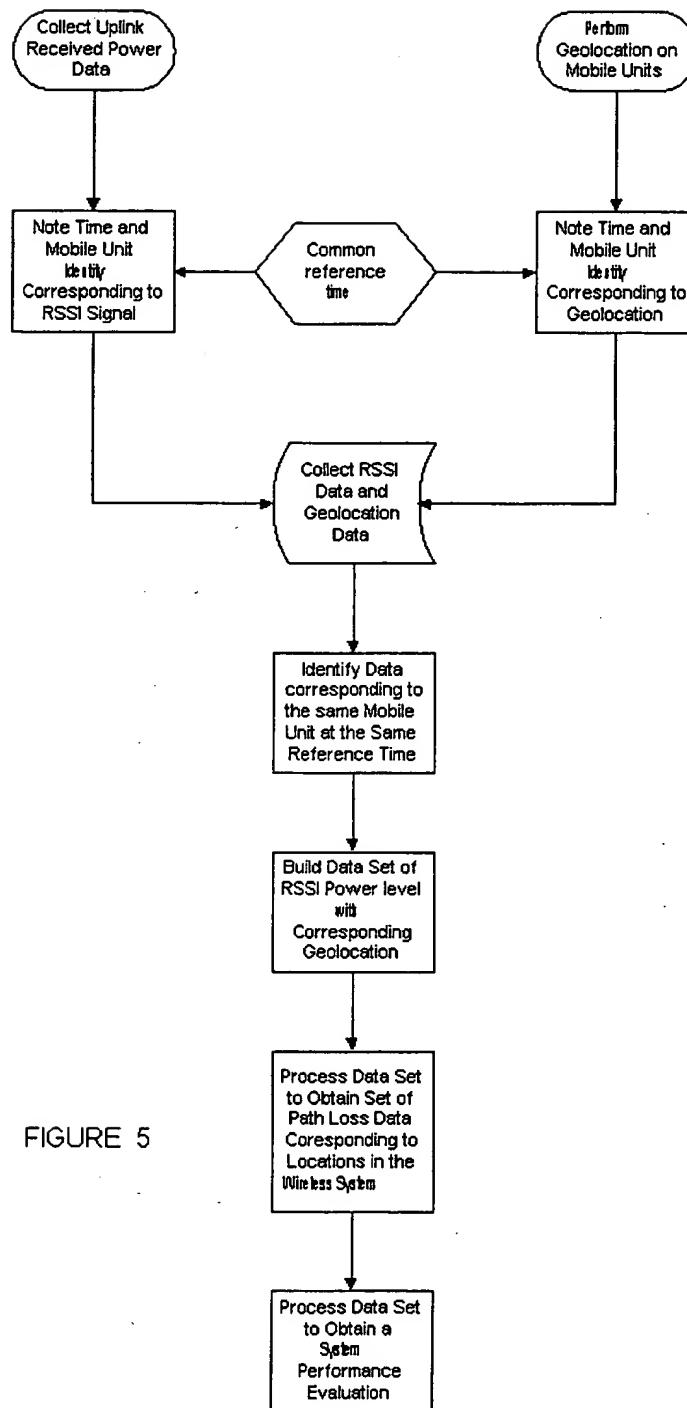 Collect Uplink
Received Power
Data
Perform
Geolocation on
Mobile Units
Note Time and
Mobile Unit
Identity
Corresponding to
RSSI Signal
Common
reference
time
Note Time and
Mobile Unit
Identity
Corresponding to
Geolocation
Collect RSSI
Data and
Geolocation
Data
Identify Data
corresponding to
the same Mobile
Unit at the Same
Reference Time
Build Data Set of
RSSI Power level
with
Corresponding
Geolocation
Process Data Set
to Obtain Set of
Path Loss Data
Coresponding to
Locations in the
Wireless System
FIGURE 5
Process Data Set
to Obtain a
System
Performance
Evaluation